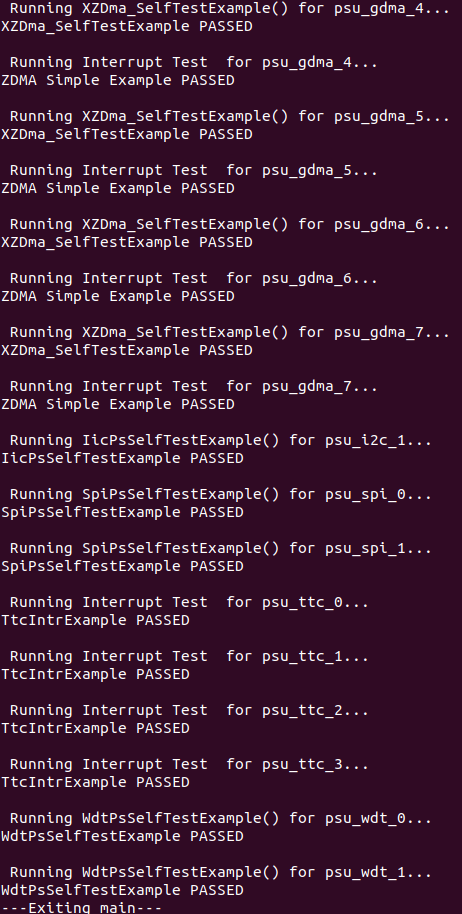 Running XZDma_SelfTestExample() for psu_gdma_4...
XZDma_SelfTestExample PASSED
Running Interrupt Test  for psu_gdma_4...
ZDMA Simple Example PASSED
Running XZDma_SelfTestExample() for psu_gdma_5...
XZDma_SelfTestExample PASSED
Running Interrupt Test  for psu_gdma_5...
ZDMA Simple Example PASSED
Running XZDma_SelfTestExample() for psu_gdma_6...
XZDma_SelfTestExample PASSED
Running Interrupt Test  for psu_gdma_6...
ZDMA Simple Example PASSED
Running XZDma_SelfTestExample() for psu_gdma_7...
XZDma_SelfTestExample PASSED
Running Interrupt Test  for psu_gdma_7...
ZDMA Simple Example PASSED
Running IicPsSelfTestExample() for psu_i2c_1...
IicPsSelfTestExample PASSED
Running SpiPsSelfTestExample() for psu_spi_0...
SpiPsSelfTestExample PASSED
Running SpiPsSelfTestExample() for psu_spi_1...
SpiPsSelfTestExample PASSED
Running Interrupt Test  for psu_ttc_0...
TtcIntrExample PASSED
Running Interrupt Test  for psu_ttc_1...
TtcIntrExample PASSED
Running Interrupt Test  for psu_ttc_2...
TtcIntrExample PASSED
Running Interrupt Test  for psu_ttc_3...
TtcIntrExample PASSED
Running WdtPsSelfTestExample() for psu_wdt_0...
WdtPsSelfTestExample PASSED
Running WdtPsSelfTestExample() for psu_wdt_1...
WdtPsSelfTestExample PASSED
---Exiting main---